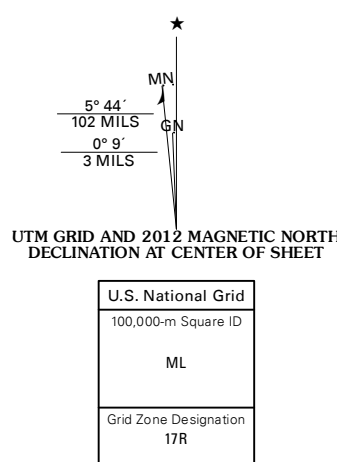 MN
5° 44´
102 MILS
GN
0° 9´
3 MILS
UTM GRID AND 2012 MAGNETIC NORTH
DECLINATION AT CENTER OF SHEET
U.S. National Grid
100,000-m Square ID
ML
Grid Zone Designation
17R